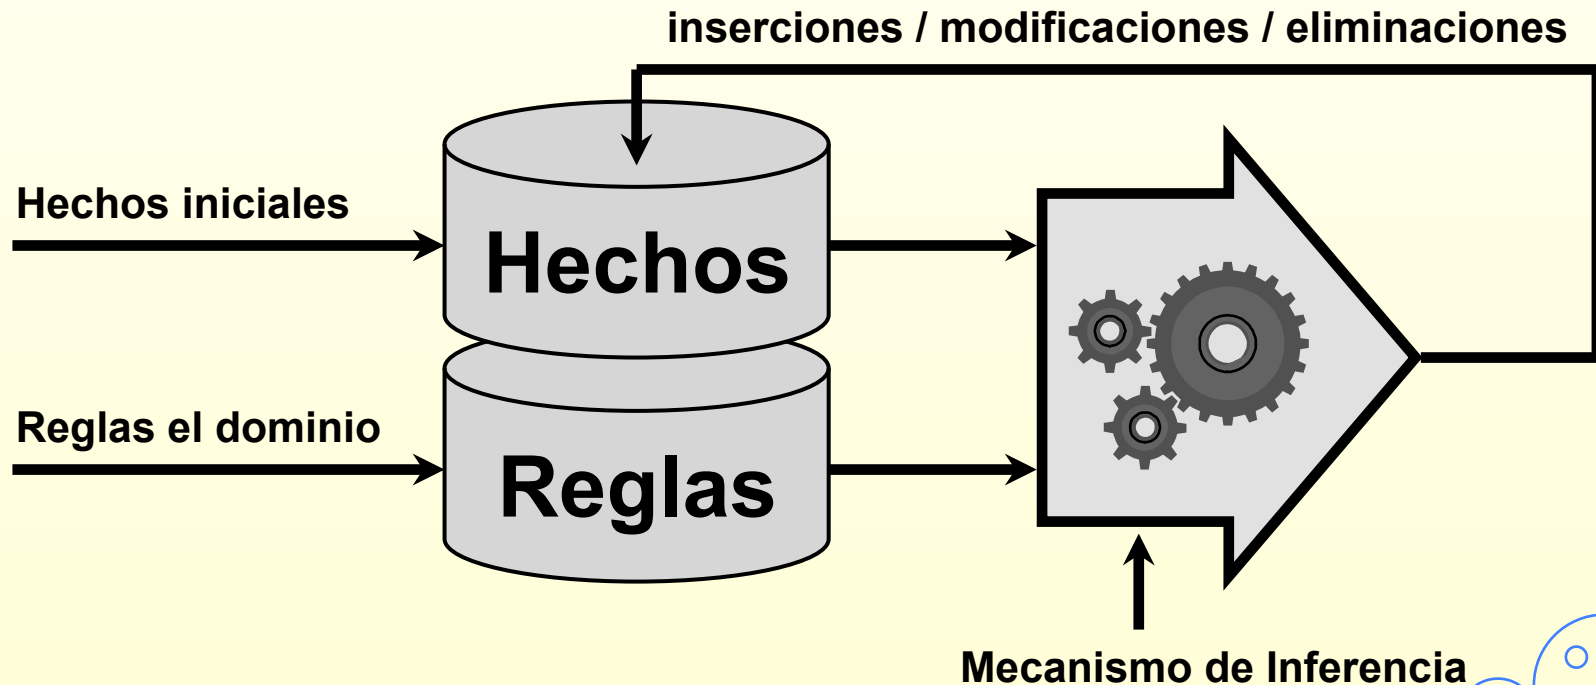 inserciones / modificaciones / eliminaciones
Hechos iniciales
Hechos
Reglas el dominio
Reglas
Mecanismo de Inferencia